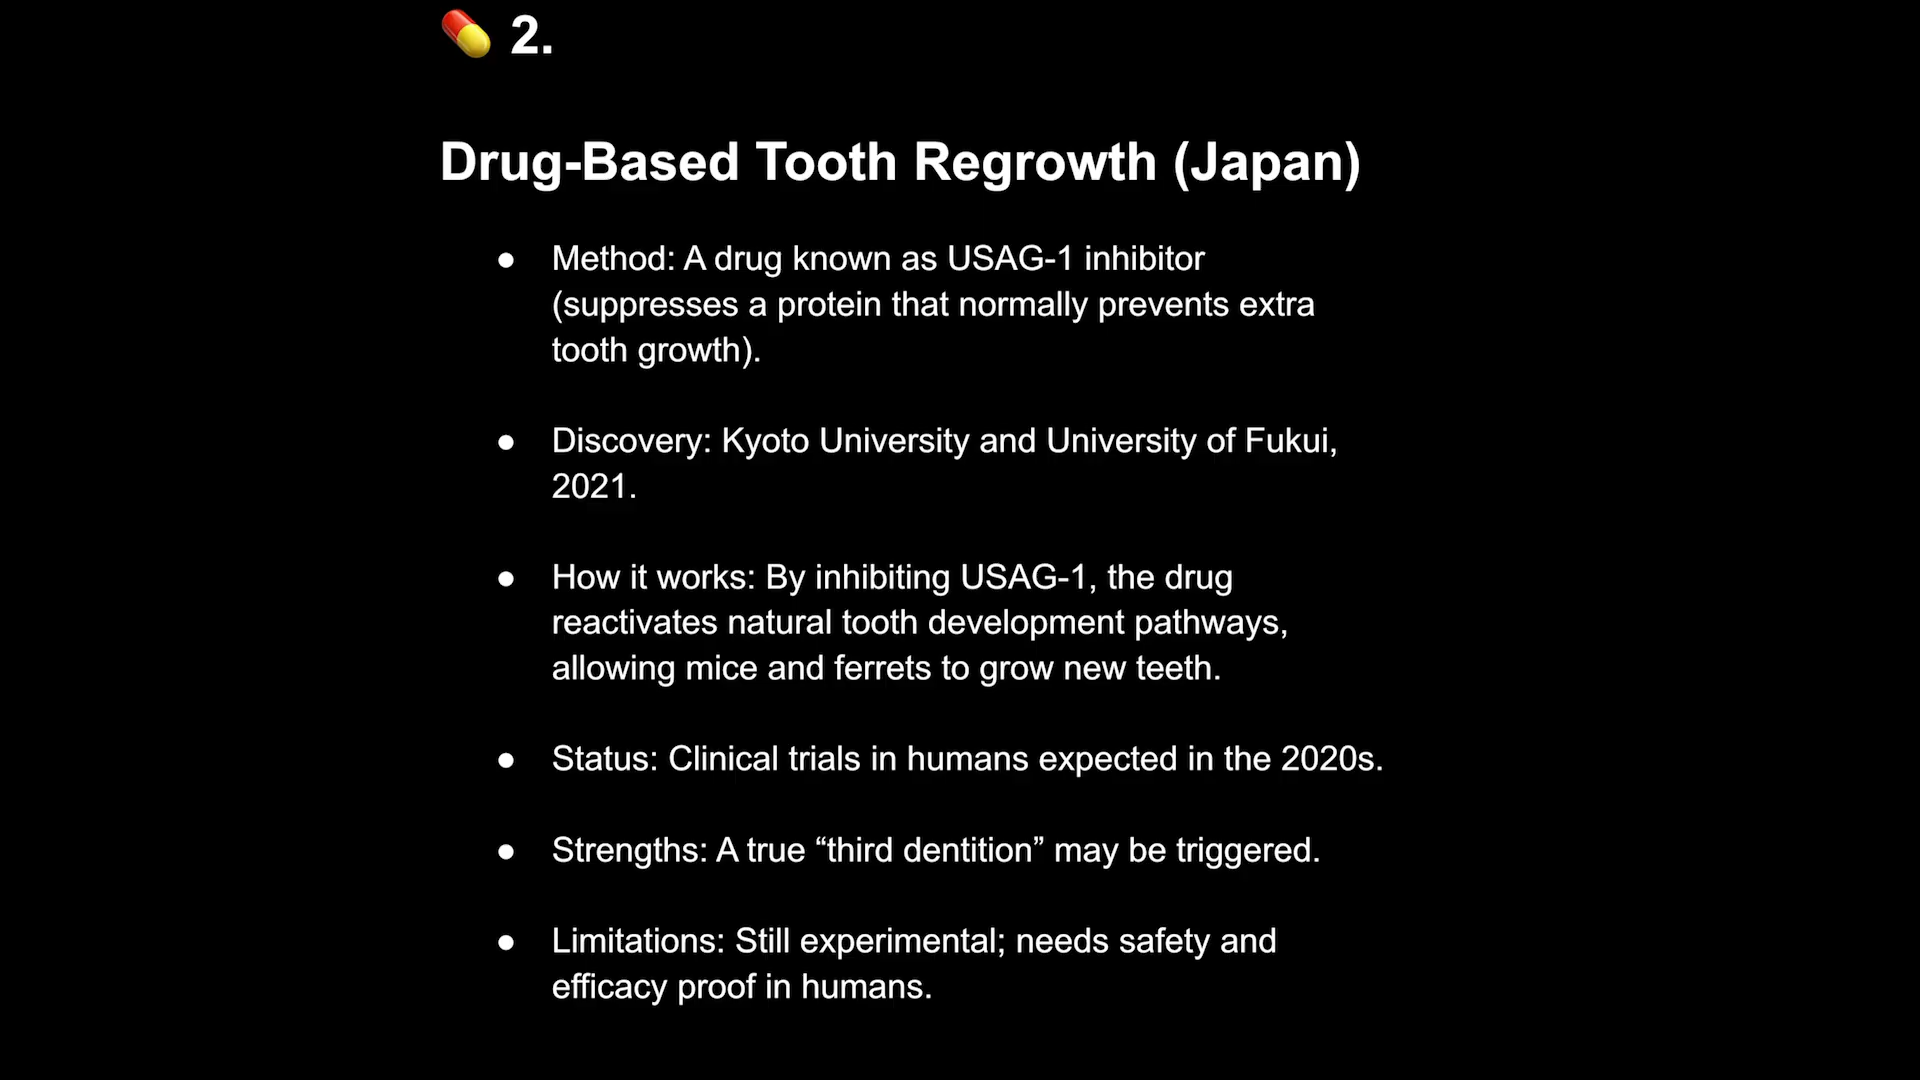 2.
Drug-Based Tooth Regrowth (Japan)
● Method: A drug known as USAG-1 inhibitor
(suppresses a protein that normally prevents extra
tooth growth).
● Discovery: Kyoto University and University of Fukui,
2021.
● How it works: By inhibiting USAG-1, the drug
reactivates natural tooth development pathways,
allowing mice and ferrets to grow new teeth.
● Status: Clinical trials in humans expected in the 2020s.
● Strengths: A true “third dentition” may be triggered.
● Limitations: Still experimental; needs safety and
efficacy proof in humans.